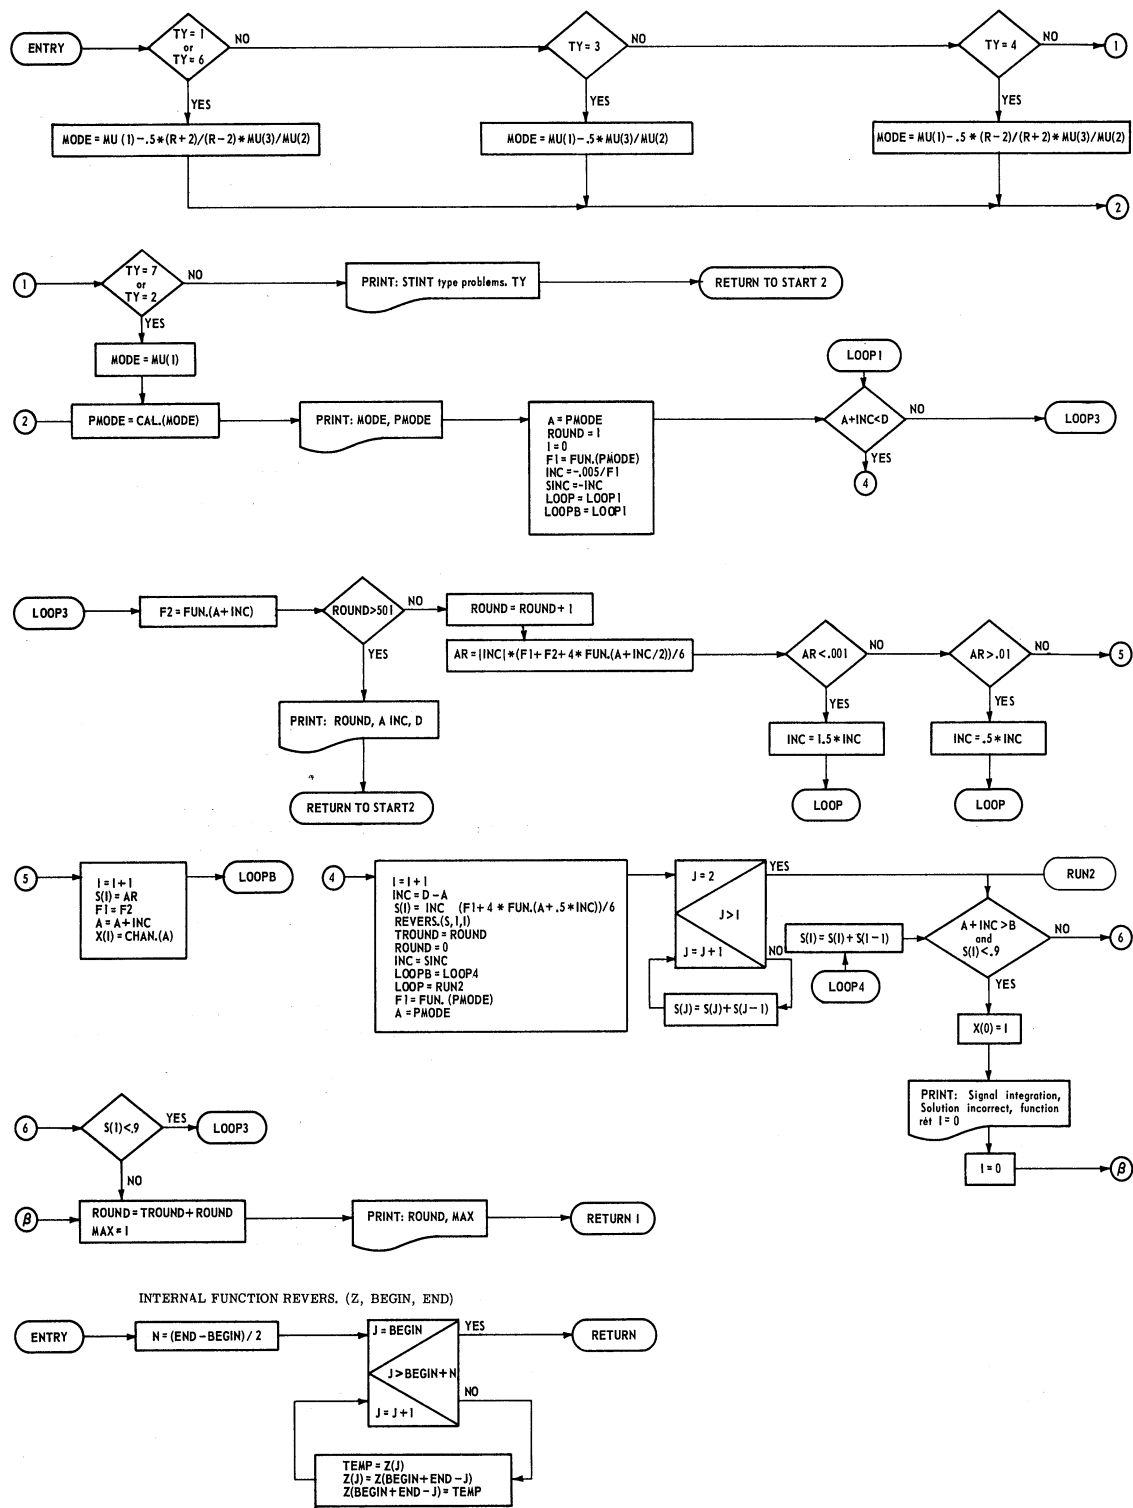 ENTRY
TY = 1
or
TY = 6
NO
TY = 3
NO
TY = 4
NO
1
YES
YES
YES
MODE = MU (1)-.5*(R+2)/(R-2)*MU(3)/MU(2)
MODE = MU(1)-.5*MU(3)/MU(2)
MODE = MU(1)-.5 * (R-2)/(R+2)*MU(3)/MU(2)
2
1
TY = 7
or
TY = 2
NO
PRINT: STINT type problems. TY
RETURN TO START 2
YES
MODE = MU(1)
2
PMODE = CAL.(MODE)
PRINT: MODE, PMODE
A = PMODE
ROUND = 1
I = 0
F1 = FUN.(PMODE)
INC =-.005/F1
SINC =-INC
LOOP = LOOP1
LOOPB = LOOP1
LOOP1
A+INC<D
NO
LOOP3
YES
4
LOOP3
F2 = FUN.(A+INC)
ROUND>501
NO
ROUND = ROUND+ 1
AR = |INC|*(F1+F2+4* FUN.(A+INC/2))/6
YES
PRINT: ROUND, A INC, D
RETURN TO START2
AR <.001
NO
AR >.01
NO
5
YES
YES
INC = 1.5 * INC
INC = .5 * INC
LOOP
LOOP
5
I = I + 1
S(I) = AR
F1 = F2
A = A + INC
X(I) = CHAN.(A)
LOOPB
4
I = I + 1
INC = D - A
S(I) = INC (F1+4 * FUN.(A+.5*INC))/6
REVERS.(S,1,I)
TROUND = ROUND
ROUND = 0
INC = SINC
LOOPB = LOOP4
LOOP = RUN2
F1 = FUN. (PMODE)
A = PMODE
J = 2
YES
J>I
J = J + 1
NO
S(J) = S(J) + S(J-1)
RUN2
S(I) = S(I) + S(I-1)
LOOP4
A + INC >B
and
S(I) <.9
NO
6
YES
X(0) = I
PRINT: Signal integration,
Solution incorrect, function
ret I = 0
I = 0
β
6
S(I) <.9
YES
LOOP3
NO
β
ROUND = TROUND + ROUND
MAX = I
PRINT: ROUND, MAX
RETURN I
INTERNAL FUNCTION REVERS. (Z, BEGIN, END)
ENTRY
N = (END-BEGIN) / 2
J = BEGIN
YES
RETURN
J > BEGIN + N
NO
J = J + 1
TEMP = Z(J)
Z(J) = Z(BEGIN+END-J)
Z(BEGIN + END-J) = TEMP